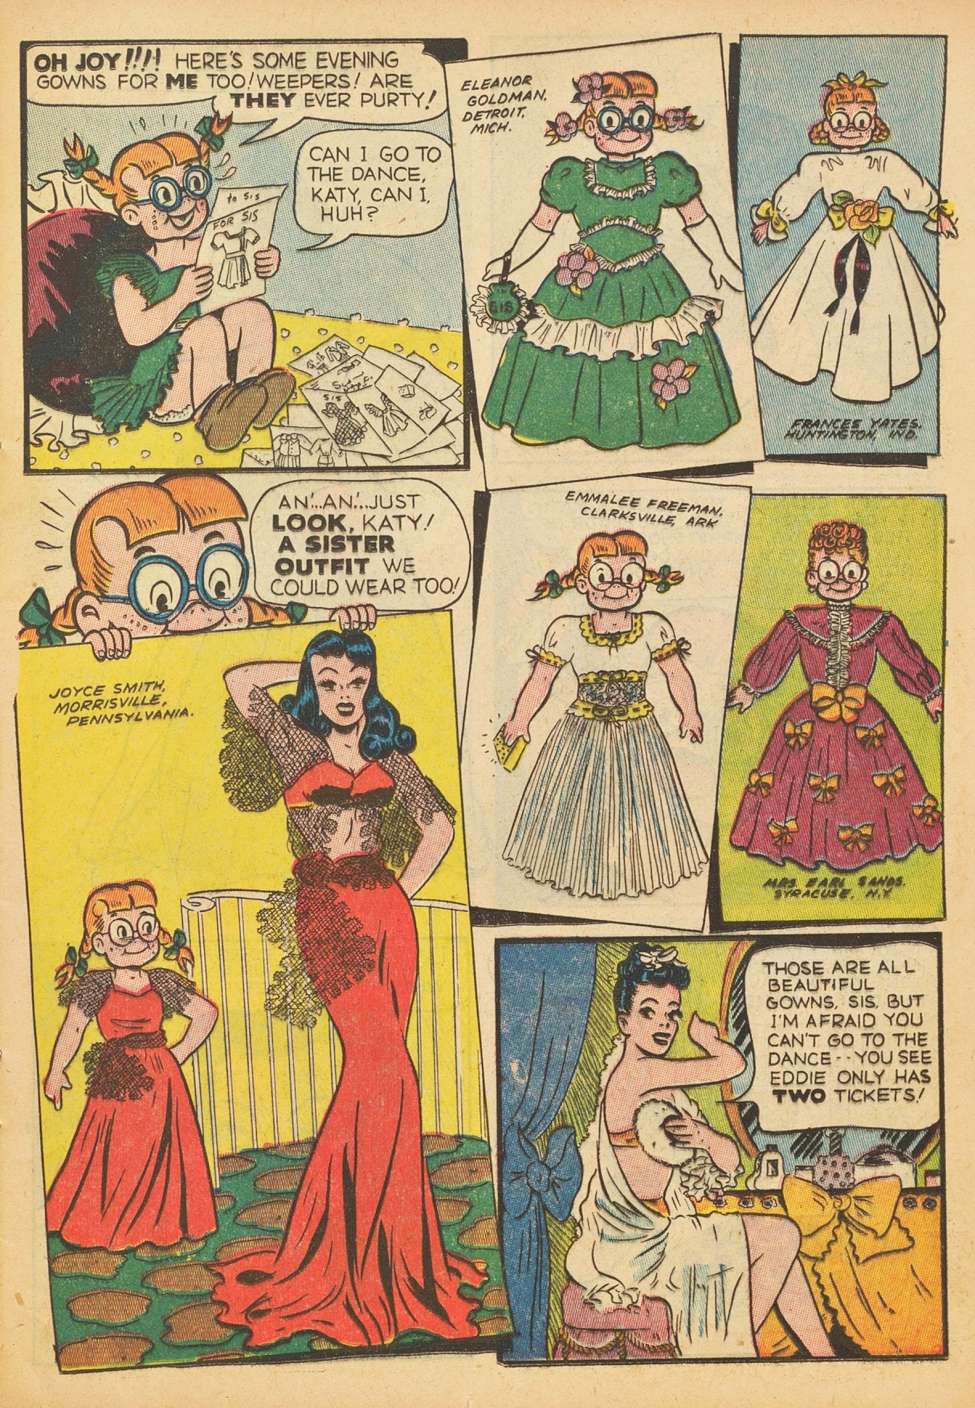 OH JOY!!!! HERE'S SOME EVENING
GOWNS FOR ME TOO! WEEPERS! ARE
THEY EVER PURTY!
CAN I GO TO
THE DANCE,
KATY, CAN I,
HUH?
to Sis
FOR SIS
SIS
SIS
ELEANOR
GOLDMAN,
DETROIT,
MICH.
SIS
FRANCES YATES,
HUNTINGTON, IND.
AN'...AN'...JUST
LOOK, KATY!
A SISTER
OUTFIT WE
COULD WEAR TOO!
JOYCE SMITH,
MORRISVILLE,
PENNSYLVANIA.
EMMALEE FREEMAN,
CLARKSVILLE, ARK
MRS. EARL SANDS.
SYRACUSE, N.Y.
THOSE ARE ALL
BEAUTIFUL
GOWNS, SIS, BUT
I'M AFRAID YOU
CAN'T GO TO THE
DANCE--YOU SEE
EDDIE ONLY HAS
TWO TICKETS!